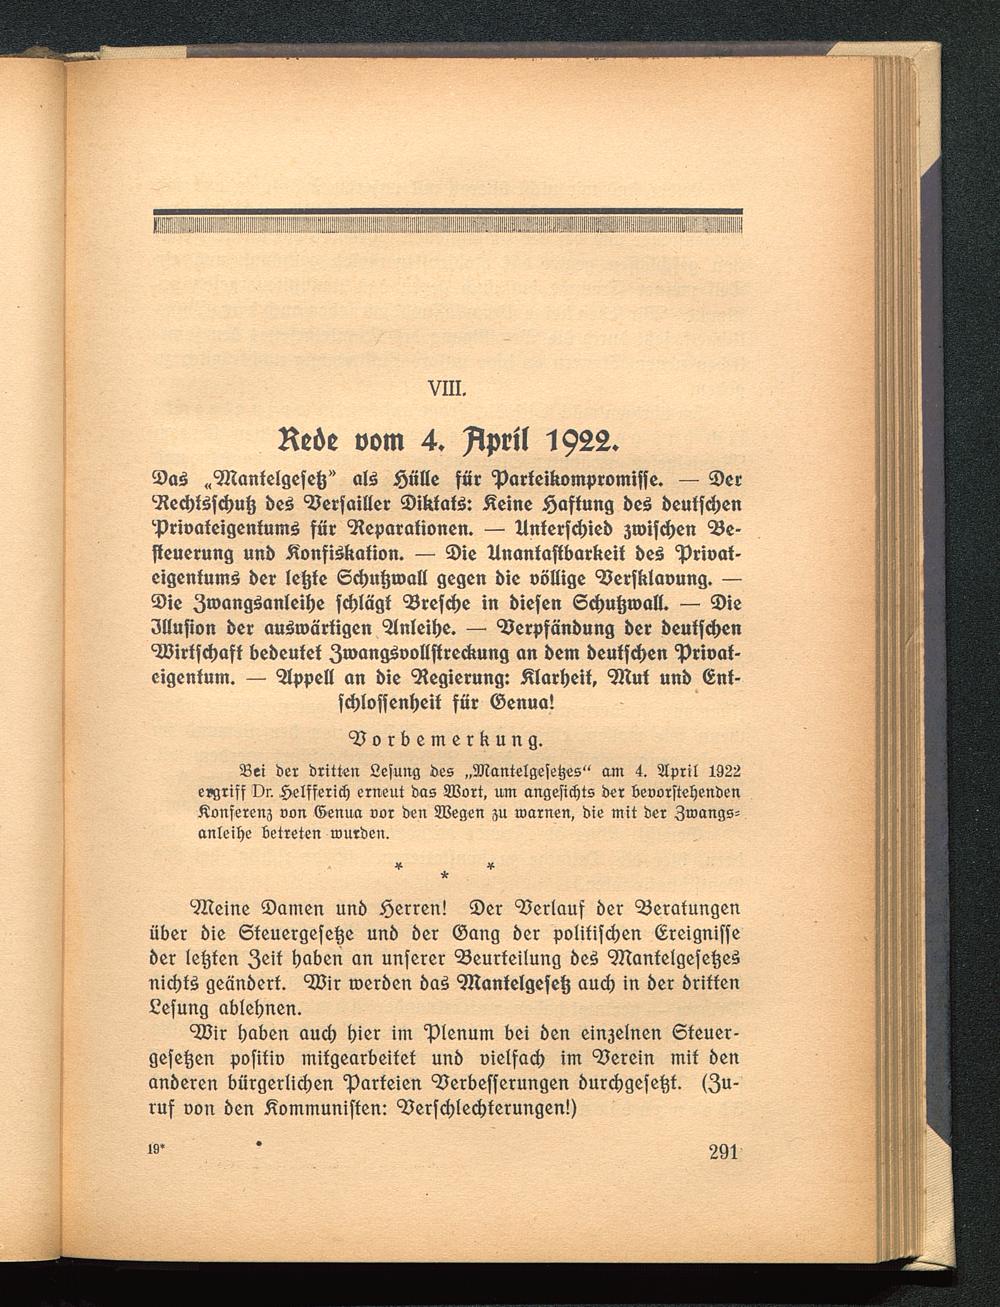 VIII.
Rede vom 4. April 1922.
Das „Mantelgesetz” als Hülle für Parteikompromisse. — Der
Rechtsschutz des Versailler Diktats: Keine Haftung des deutschen
Privateigentums für Reparationen. — Unterschied zwischen Be-
steuerung und Konfiskation. — Die Unantastbarkeit des Privat-
eigentums der letzte Schutzwall gegen die völlige Versklavung. —
Die Zwangsanleihe schlägt Bresche in diesen Schutzwall. — Die
Illusion der auswärtigen Anleihe. — Verpfändung der deutschen
Wirtschaft bedeutet Zwangsvollstreckung an dem deutschen Privat-
eigentum. — Appell an die Regierung: Klarheit, Mut und Ent-
schlossenheit für Genua!
Vorbemerkung.
Bei der dritten Lesung des „Mantelgesetzes“ am 4. April 1922
ergriff Dr. Helfferich erneut das Wort, um angesichts der bevorstehenden
Konferenz von Genua vor den Wegen zu warnen, die mit der Zwangs-
anleihe betreten wurden.
* * *
Meine Damen und Herren! Der Verlauf der Beratungen
über die Steuergesetze und der Gang der politischen Ereignisse
der letzten Zeit haben an unserer Beurteilung des Mantelgesetzes
nichts geändert. Wir werden das Mantelgesetz auch in der dritten
Lesung ablehnen.
Wir haben auch hier im Plenum bei den einzelnen Steuer-
gesetzen positiv mitgearbeitet und vielfach im Verein mit den
anderen bürgerlichen Parteien Verbesserungen durchgesetzt. (Zu-
ruf von den Kommunisten: Verschlechterungen!)
19*
291